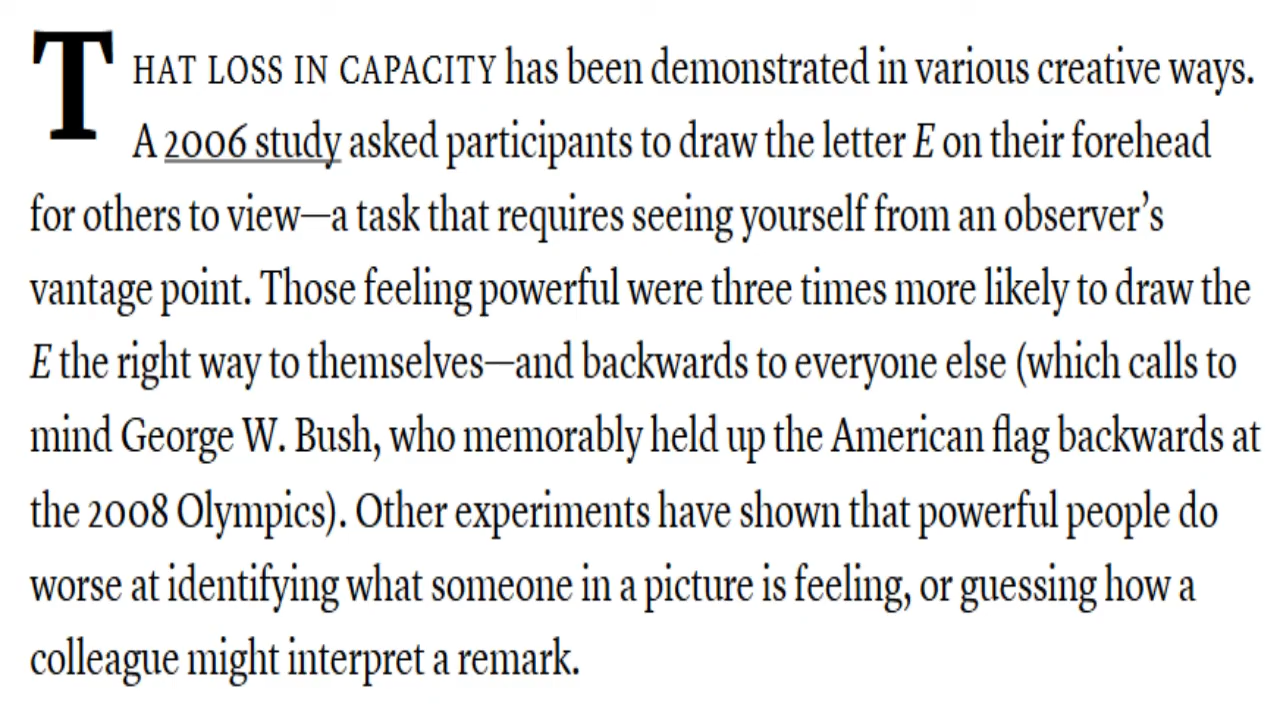 THAT LOSS IN CAPACITY has been demonstrated in various creative ways.
A 2006 study asked participants to draw the letter E on their forehead
for others to view—a task that requires seeing yourself from an observer’s
vantage point. Those feeling powerful were three times more likely to draw the
E the right way to themselves—and backwards to everyone else (which calls to
mind George W. Bush, who memorably held up the American flag backwards at
the 2008 Olympics). Other experiments have shown that powerful people do
worse at identifying what someone in a picture is feeling, or guessing how a
colleague might interpret a remark.